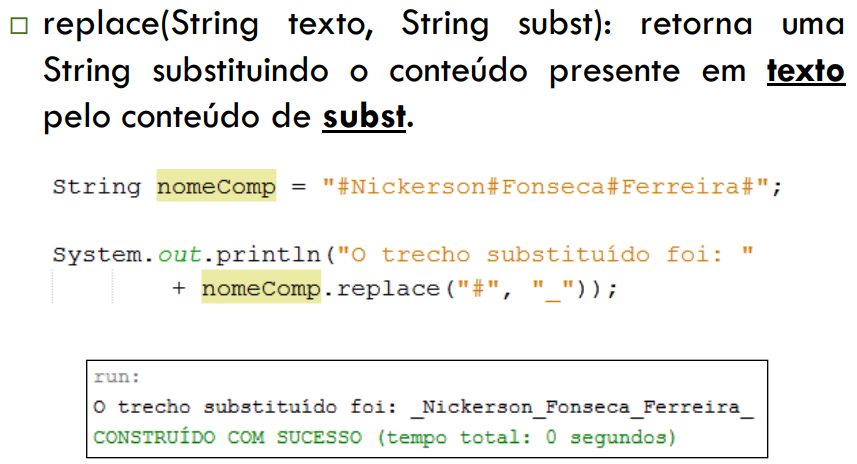 replace(String texto, String subst): retorna uma
String substituindo o conteúdo presente em texto
pelo conteúdo de subst.
String nomeComp = "#Nickerson#Fonseca#Ferreira#";
System.out.println("O trecho substituído foi: "
+ nomeComp.replace("#", "_"));
run:
O trecho substituído foi: _Nickerson_Fonseca_Ferreira_
CONSTRUÍDO COM SUCESSO (tempo total: 0 segundos)